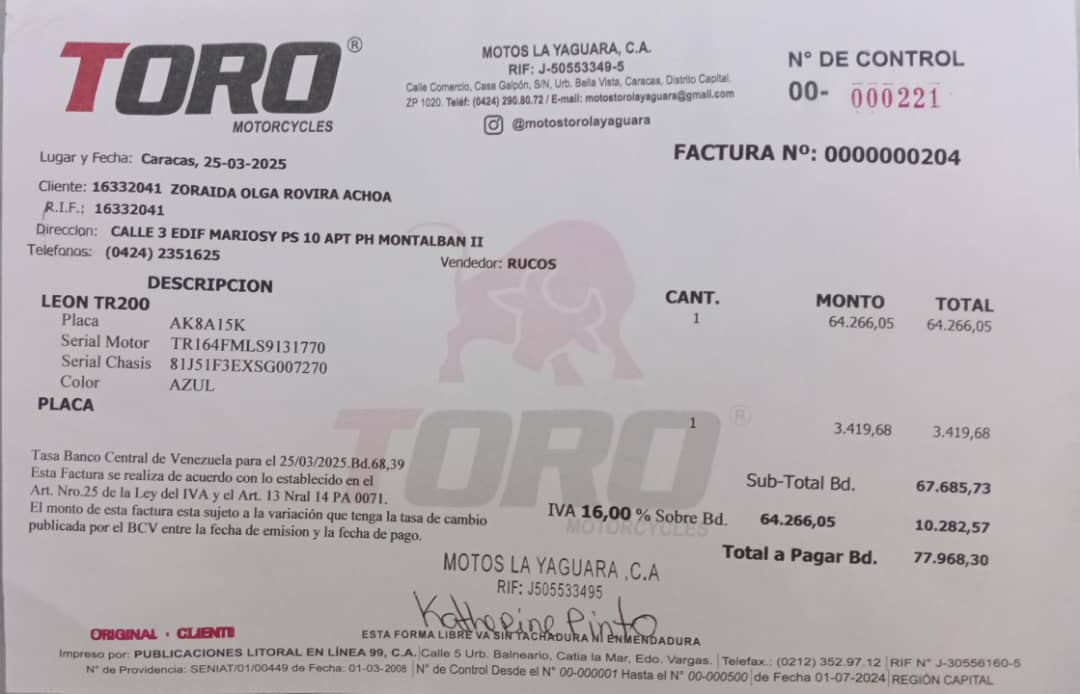 TORO®
MOTORCYCLES
MOTOS LA YAGUARA, C.A.
RIF: J-50553349-5
Calle Comercio, Casa Galpón, S/N, Urb. Bella Vista, Caracas, Distrito Capital.
ZP 1020. Teléf: (0424) 290.80.72 / E-mail: motostorolayaguara@gmail.com
@motostorolayaguara
N° DE CONTROL
00- 000221
FACTURA Nº: 0000000204
Lugar y Fecha: Caracas, 25-03-2025
Cliente: 16332041 ZORAIDA OLGA ROVIRA ACHOA
R.I.F.: 16332041
Direccion: CALLE 3 EDIF MARIOSY PS 10 APT PH MONTALBAN II
Telefonos: (0424) 2351625
Vendedor: RUCOS
DESCRIPCION CANT. MONTO TOTAL
LEON TR200 1 64.266,05 64.266,05
Placa AK8A15K
Serial Motor TR164FMLS9131770
Serial Chasis 81J51F3EXSG007270
Color AZUL
PLACA 1 3.419,68 3.419,68
TORO®
MOTORCYCLES
Tasa Banco Central de Venezuela para el 25/03/2025.Bd.68,39
Esta Factura se realiza de acuerdo con lo establecido en el
Art. Nro.25 de la Ley del IVA y el Art. 13 Nral 14 PA 0071.
El monto de esta factura esta sujeto a la variación que tenga la tasa de cambio
publicada por el BCV entre la fecha de emision y la fecha de pago.
Sub-Total Bd. 67.685,73
IVA 16,00 % Sobre Bd. 64.266,05 10.282,57
Total a Pagar Bd. 77.968,30
MOTOS LA YAGUARA ,C.A
RIF: J505533495
Katherine Pinto
ORIGINAL · CLIENTE
ESTA FORMA LIBRE VA SIN TACHADURA NI ENMENDADURA
Impreso por: PUBLICACIONES LITORAL EN LÍNEA 99, C.A. Calle 5 Urb. Balneario, Catia la Mar, Edo. Vargas. Telefax.: (0212) 352.97.12 RIF N° J-30556160-5
N° de Providencia: SENIAT/01/00449 de Fecha: 01-03-2008 N° de Control Desde el N° 00-000001 Hasta el N° 00-000500 de Fecha 01-07-2024 REGIÓN CAPITAL